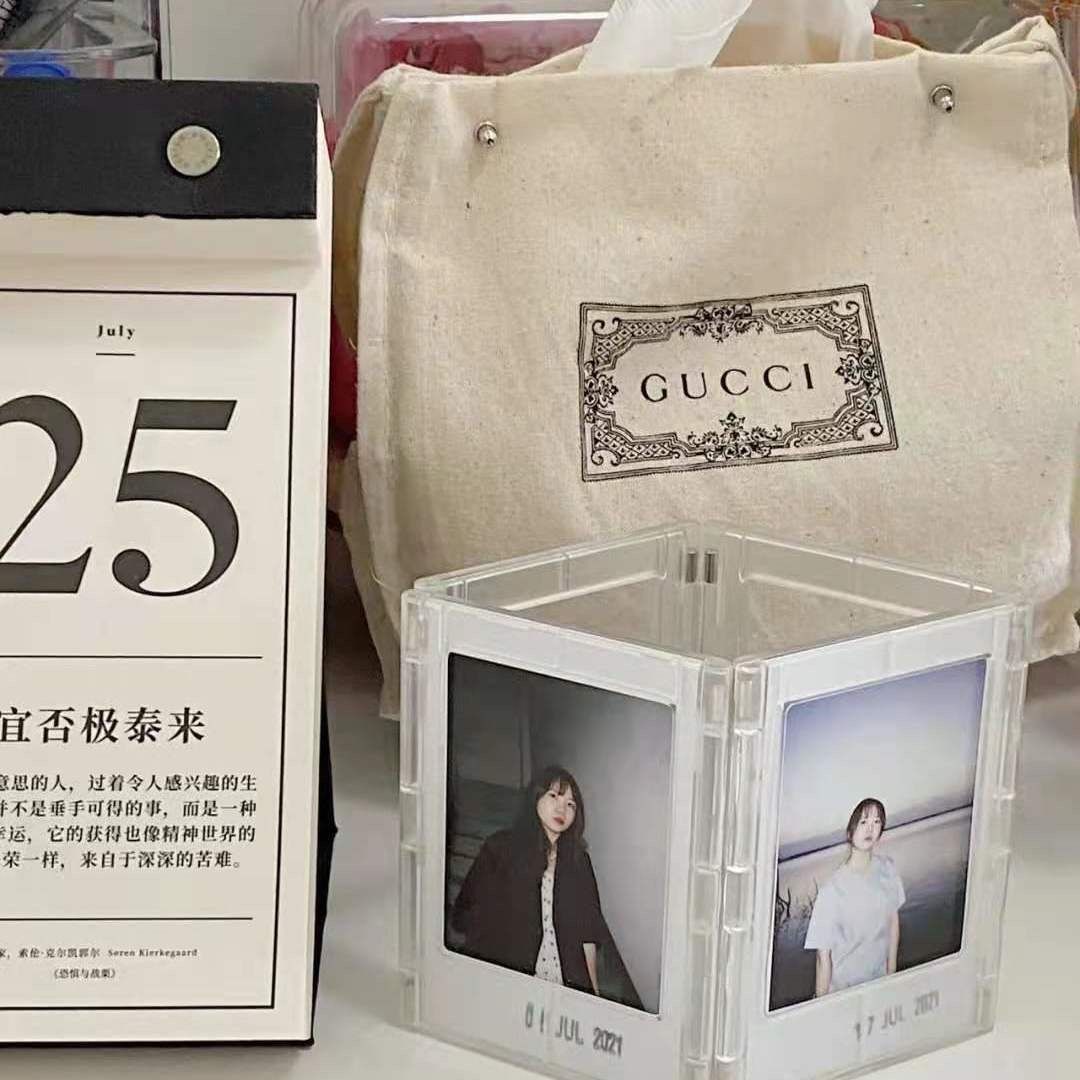 July
25
宜否极泰来
意思的人，过着令人感兴趣的生
并不是垂手可得的事，而是一种
幸运，它的获得也像精神世界的
荣一样，来自于深深的苦难。
家，索伦·克尔凯郭尔 Søren Kierkegaard
《恐惧与战栗》
GUCCI
01 JUL 2021
17 JUL 2021